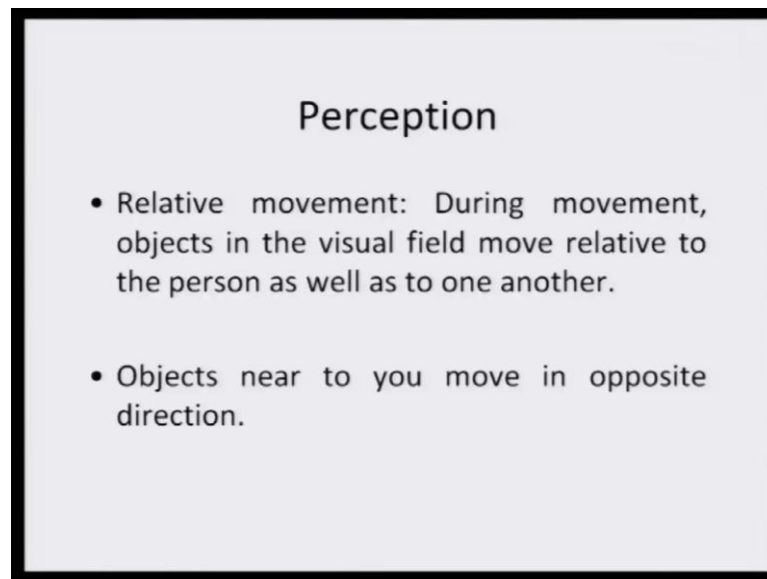 Perception
• Relative movement: During movement,
objects in the visual field move relative to
the person as well as to one another.
• Objects near to you move in opposite
direction.